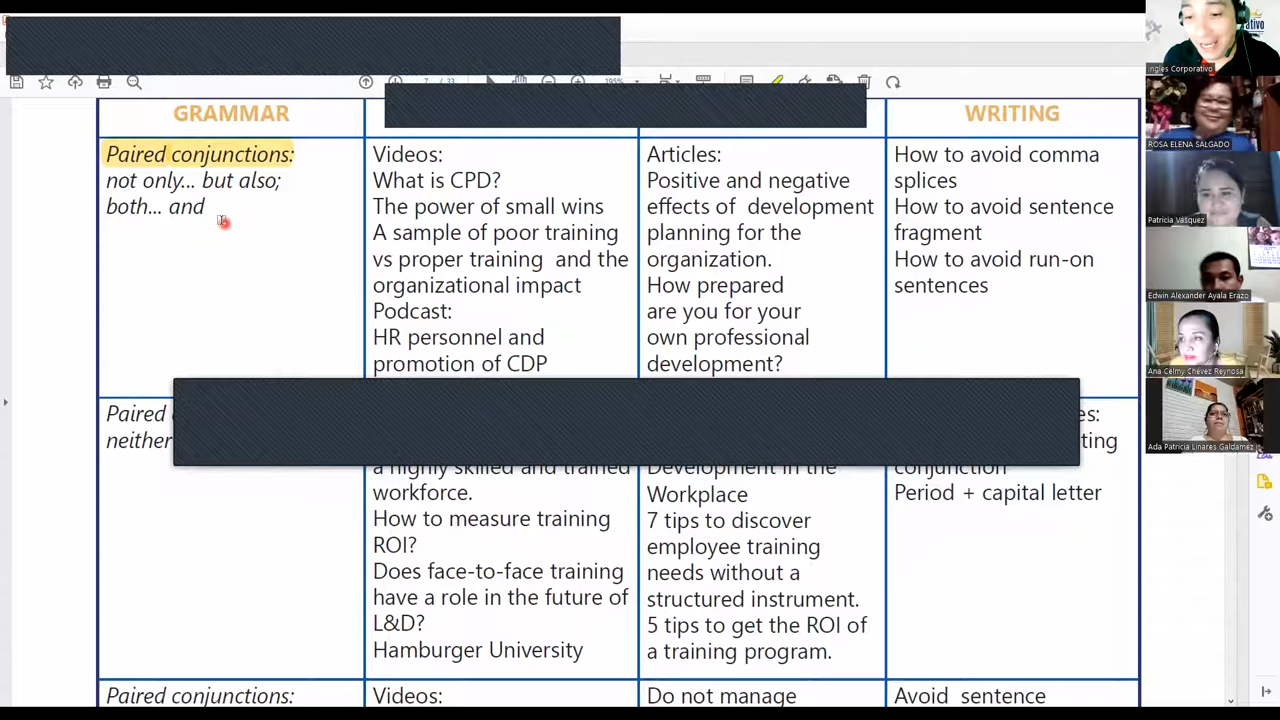 7 / 33
195%
GRAMMAR
WRITING
Paired conjunctions:
not only... but also;
both... and
Videos:
What is CPD?
The power of small wins
A sample of poor training
vs proper training and the
organizational impact
Podcast:
HR personnel and
promotion of CDP
Articles:
Positive and negative
effects of development
planning for the
organization.
How prepared
are you for your
own professional
development?
How to avoid comma
splices
How to avoid sentence
fragment
How to avoid run-on
sentences
Paired
neither
a highly skilled and trained
workforce.
How to measure training
ROI?
Does face-to-face training
have a role in the future of
L&D?
Hamburger University
Development in the
Workplace
7 tips to discover
employee training
needs without a
structured instrument.
5 tips to get the ROI of
a training program.
conjunction
Period + capital letter
Paired conjunctions:
Videos:
Do not manage
Avoid sentence
Ingles Corporativo
ROSA ELENA SALGADO
Patricia Vásquez
Edwin Alexander Ayala Erazo
Ana Célmy Chévez Reynosa
Ada Patricia Linares Galdamez